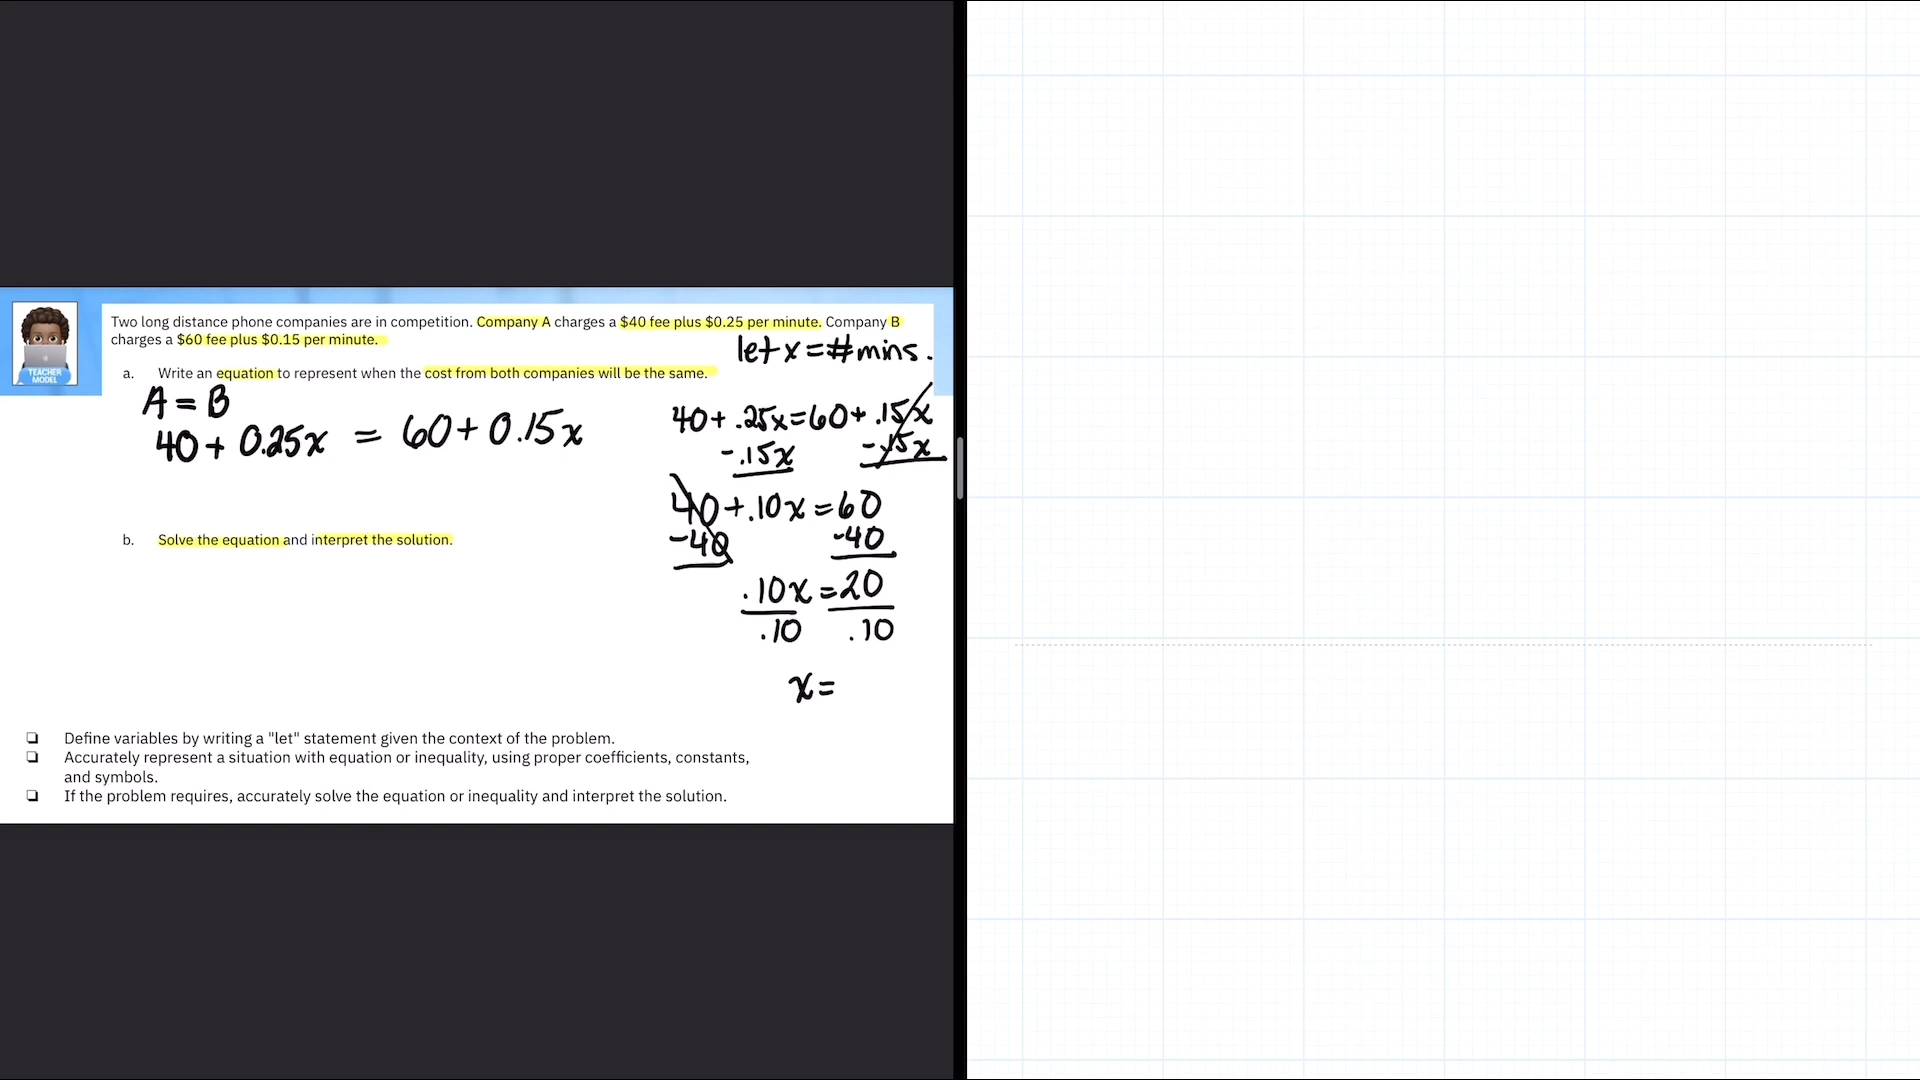 Two long distance phone companies are in competition. Company A charges a $40 fee plus $0.25 per minute. Company B
charges a $60 fee plus $0.15 per minute.
let x = # mins.
TEACHER
MODEL
a. Write an equation to represent when the cost from both companies will be the same.
A = B
40 + 0.25x = 60 + 0.15x
40 + .25x = 60 + .15x
- .15x - .15x
40 + .10x = 60
-40 -40
.10x = 20
.10 .10
x =
b. Solve the equation and interpret the solution.
❏ Define variables by writing a "let" statement given the context of the problem.
❏ Accurately represent a situation with equation or inequality, using proper coefficients, constants,
and symbols.
❏ If the problem requires, accurately solve the equation or inequality and interpret the solution.